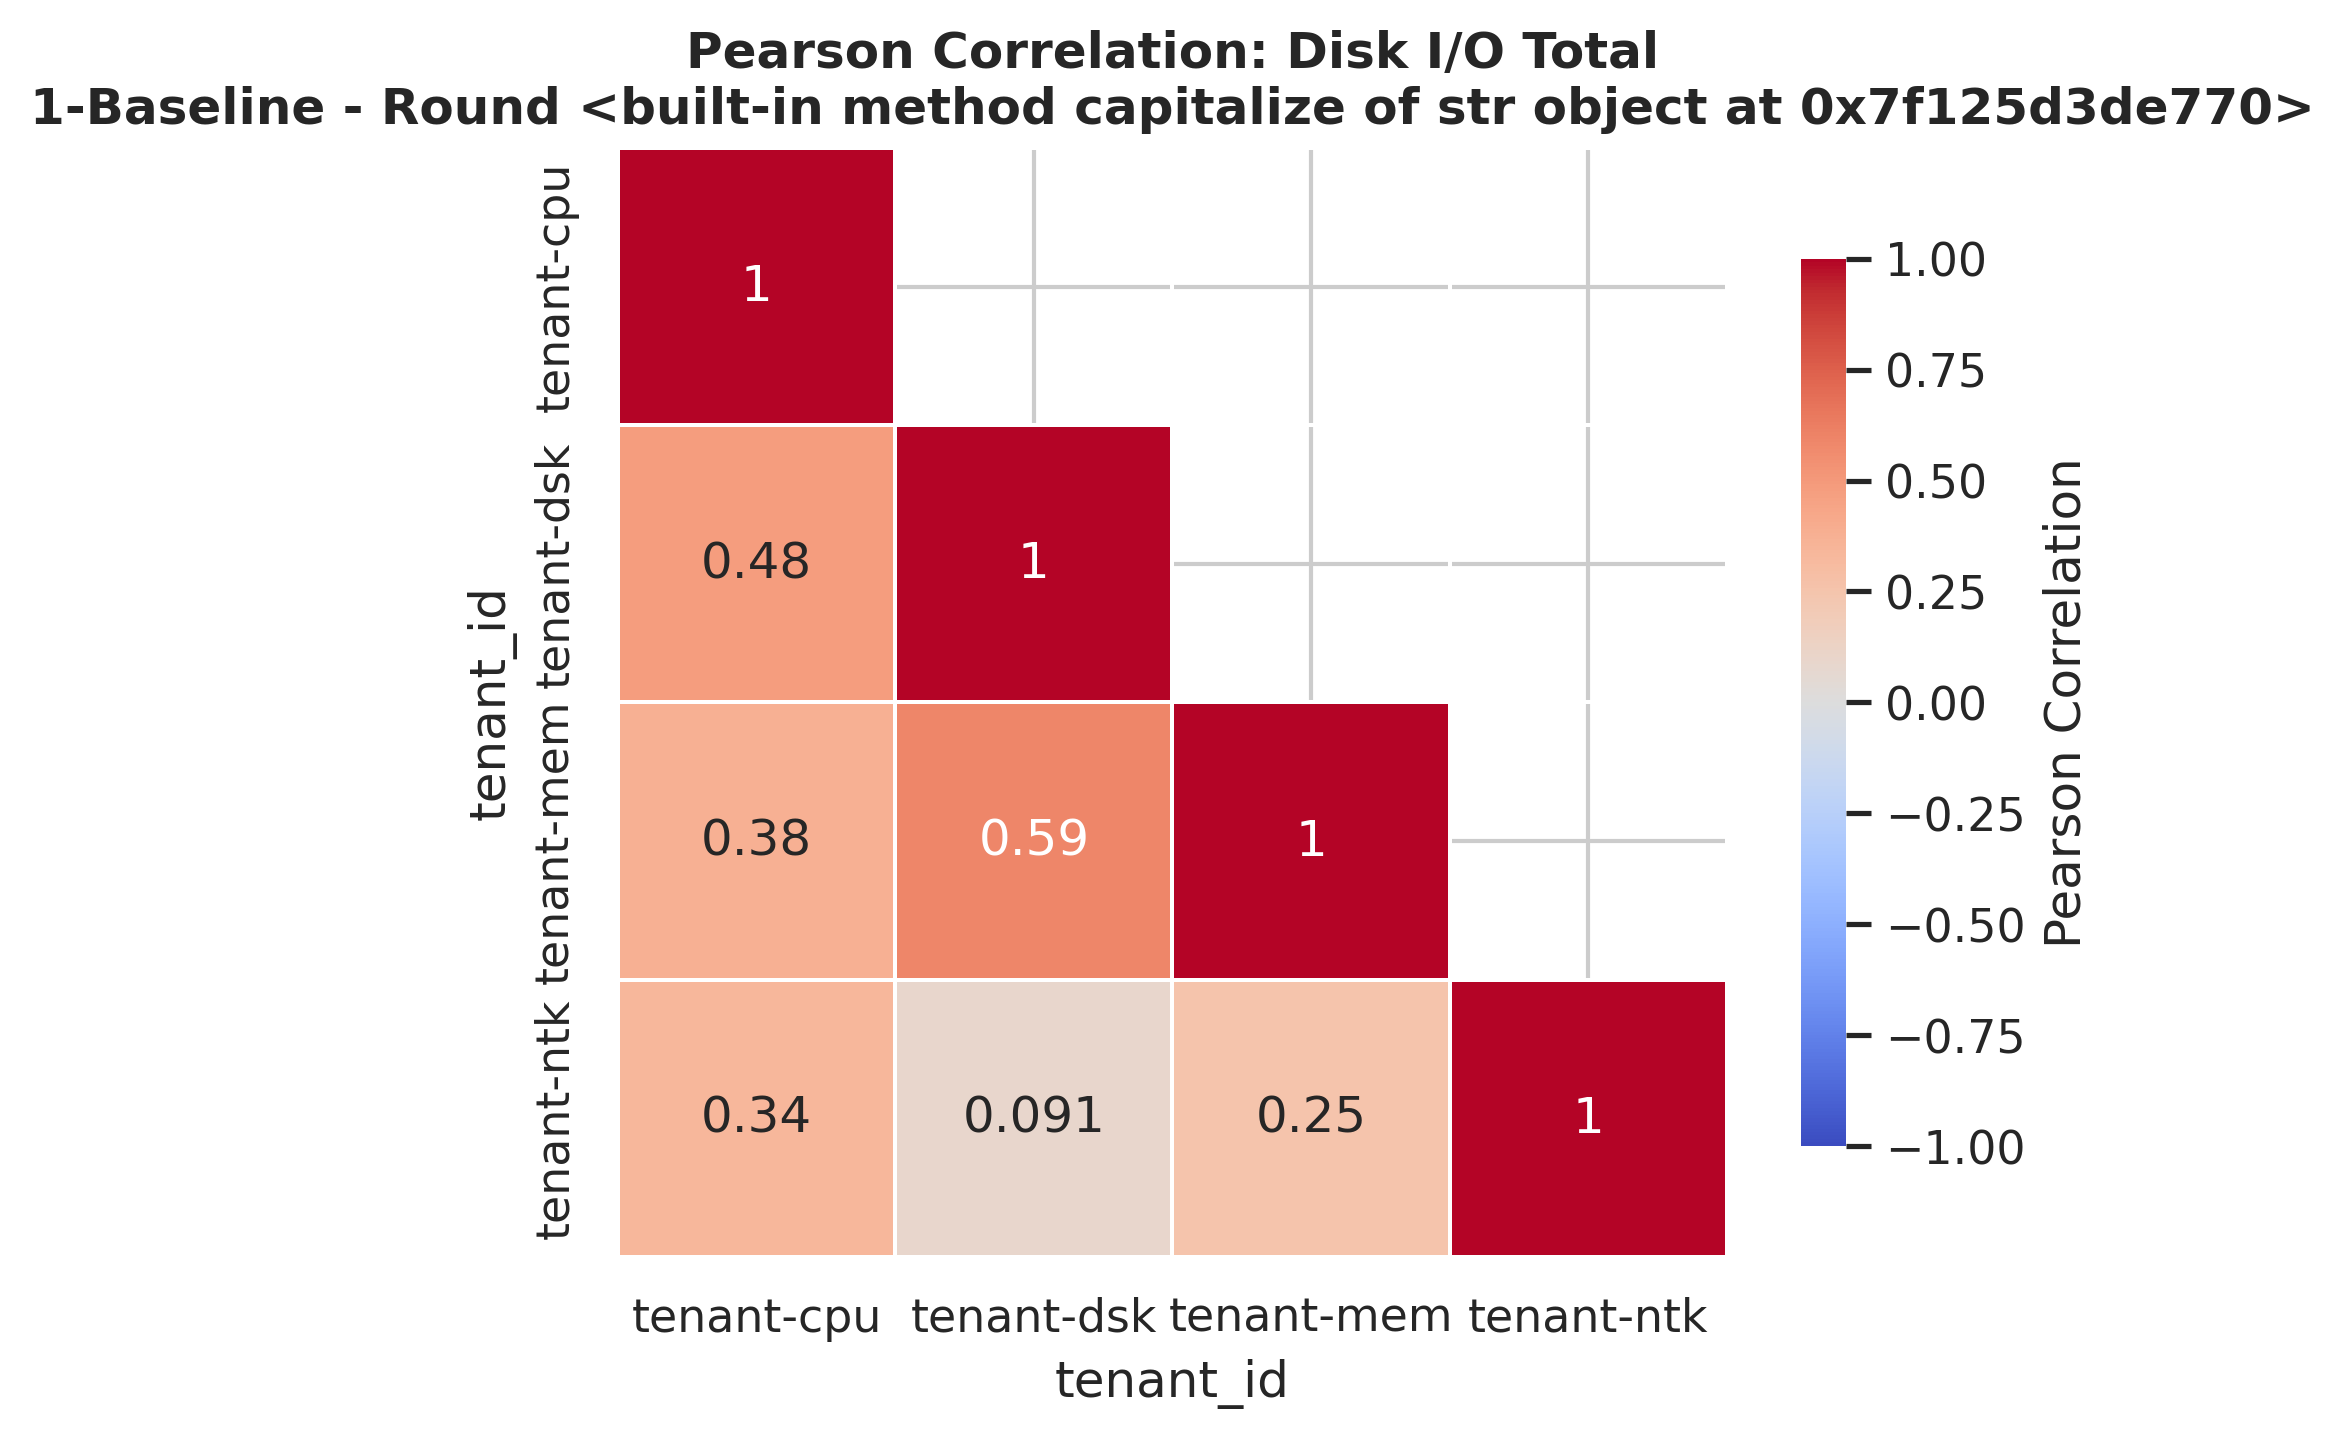 Pearson Correlation: Disk I/O Total
1-Baseline - Round <built-in method capitalize of str object at 0x7f125d3de770>
tenant_id
tenant-cpu
tenant-dsk
tenant-mem
tenant-ntk
1
0.48 1
0.38 0.59 1
0.34 0.091 0.25 1
tenant-cpu tenant-dsk tenant-mem tenant-ntk
tenant_id
1.00
0.75
0.50
0.25
0.00
−0.25
−0.50
−0.75
−1.00
Pearson Correlation